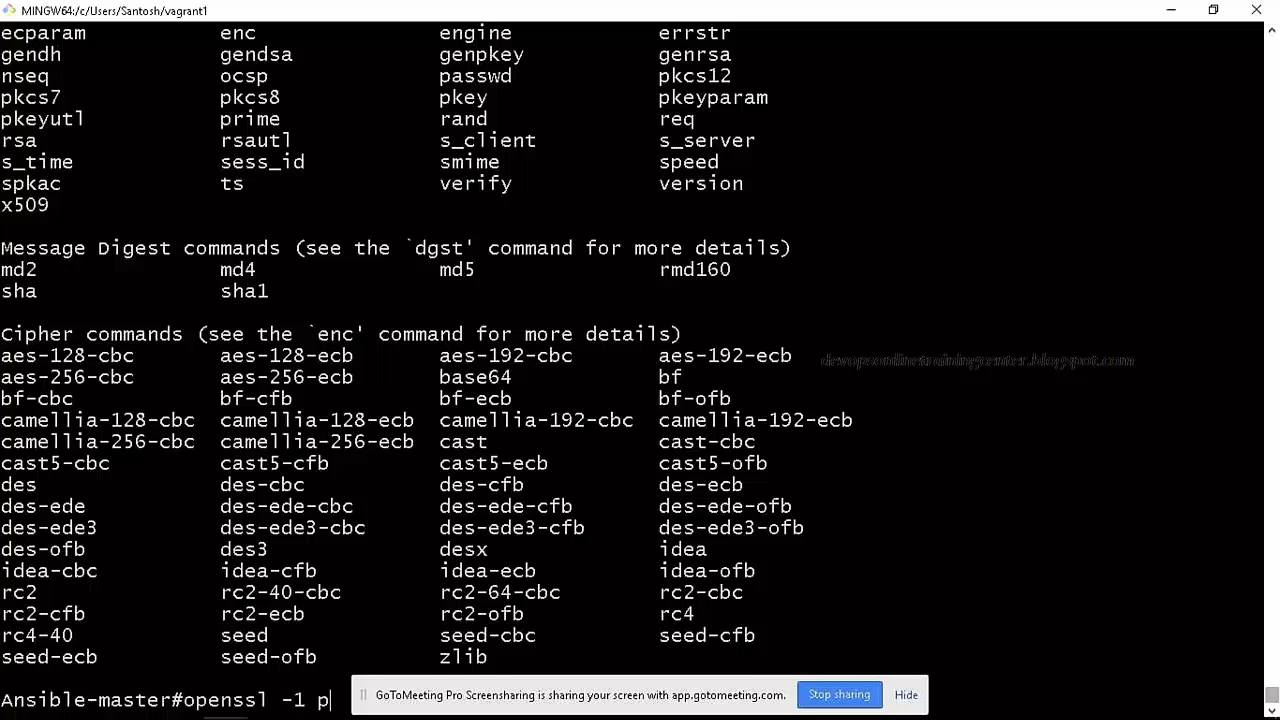 MINGW64:/c/Users/Santosh/vagrant1
ecparam enc engine errstr
gendh gendsa genpkey genrsa
nseq ocsp passwd pkcs12
pkcs7 pkcs8 pkey pkeyparam
pkeyutl prime rand req
rsa rsautl s_client s_server
s_time sess_id smime speed
spkac ts verify version
x509
Message Digest commands (see the `dgst' command for more details)
md2 md4 md5 rmd160
sha sha1
Cipher commands (see the `enc' command for more details)
aes-128-cbc aes-128-ecb aes-192-cbc aes-192-ecb
devopsonlinetrainingcenter.blogspot.com
aes-256-cbc aes-256-ecb base64 bf
bf-cbc bf-cfb bf-ecb bf-ofb
camellia-128-cbc camellia-128-ecb camellia-192-cbc camellia-192-ecb
camellia-256-cbc camellia-256-ecb cast cast-cbc
cast5-cbc cast5-cfb cast5-ecb cast5-ofb
des des-cbc des-cfb des-ecb
des-ede des-ede-cbc des-ede-cfb des-ede-ofb
des-ede3 des-ede3-cbc des-ede3-cfb des-ede3-ofb
des-ofb des3 desx idea
idea-cbc idea-cfb idea-ecb idea-ofb
rc2 rc2-40-cbc rc2-64-cbc rc2-cbc
rc2-cfb rc2-ecb rc2-ofb rc4
rc4-40 seed seed-cbc seed-cfb
seed-ecb seed-ofb zlib
Ansible-master#openssl -1 p
GoToMeeting Pro Screensharing is sharing your screen with app.gotomeeting.com. Stop sharing Hide